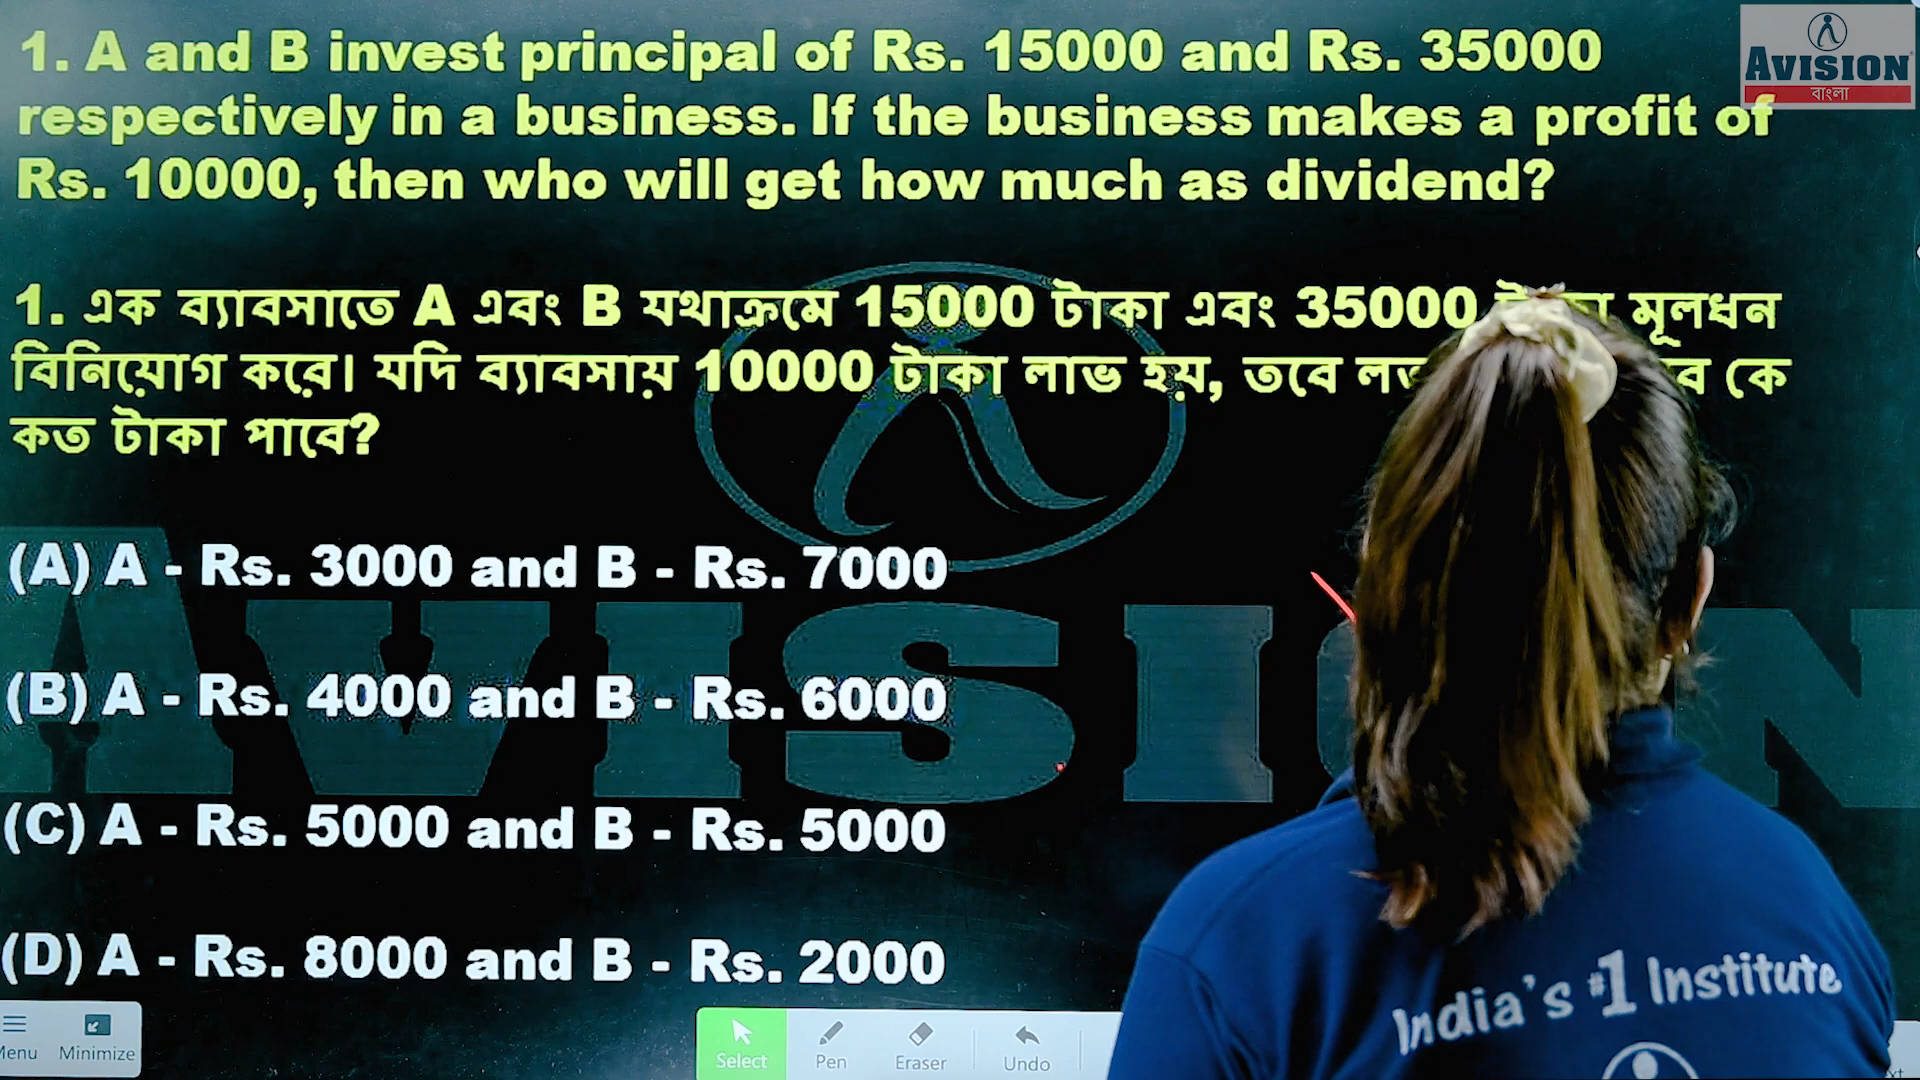 1. A and B invest principal of Rs. 15000 and Rs. 35000
respectively in a business. If the business makes a profit of
Rs. 10000, then who will get how much as dividend?
AVISION
বাংলা
1. এক ব্যাবসাতে A এবং B যথাক্রমে 15000 টাকা এবং 35000 মূলধন
বিনিয়োগ করে। যদি ব্যাবসায় 10000 টাকা লাভ হয়, তবে কে
কত টাকা পাবে?
(A) A - Rs. 3000 and B - Rs. 7000
(B) A - Rs. 4000 and B - Rs. 6000
(C) A - Rs. 5000 and B - Rs. 5000
(D) A - Rs. 8000 and B - Rs. 2000
India's #1 Institute
Minimize
Select
Pen
Eraser
Undo